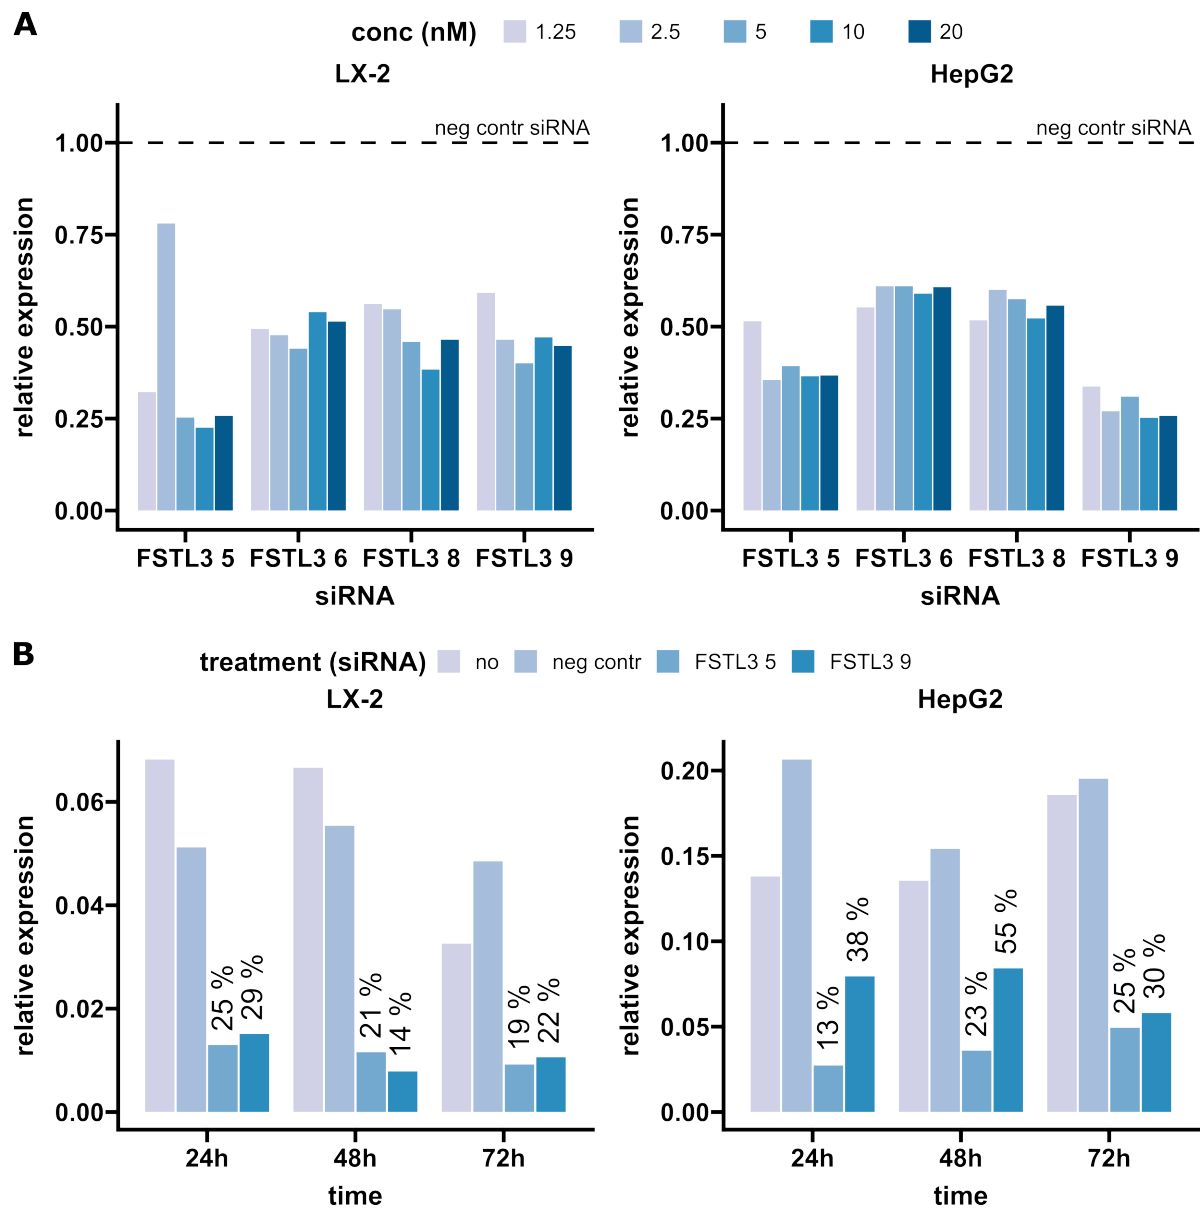 A
conc (nM) 1.25 2.5 5 10 20
LX-2
neg contr siRNA
1.00
0.75
0.50
0.25
0.00
relative expression
FSTL3 5 FSTL3 6 FSTL3 8 FSTL3 9
siRNA
HepG2
neg contr siRNA
1.00
0.75
0.50
0.25
0.00
relative expression
FSTL3 5 FSTL3 6 FSTL3 8 FSTL3 9
siRNA
B
treatment (siRNA) no neg contr FSTL3 5 FSTL3 9
LX-2
0.06
0.04
0.02
0.00
relative expression
25 %
29 %
21 %
14 %
19 %
22 %
24h 48h 72h
time
HepG2
0.20
0.15
0.10
0.05
0.00
relative expression
13 %
38 %
23 %
55 %
25 %
30 %
24h 48h 72h
time